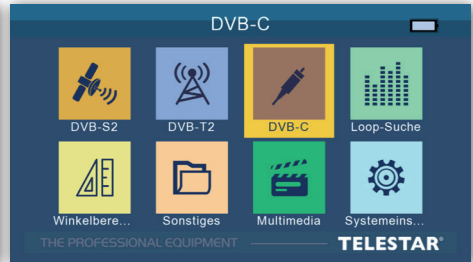 DVB-C
DVB-S2 DVB-T2 DVB-C Loop-Suche
Winkelbere... Sonstiges Multimedia Systemeins...
THE PROFESSIONAL EQUIPMENT TELESTAR®